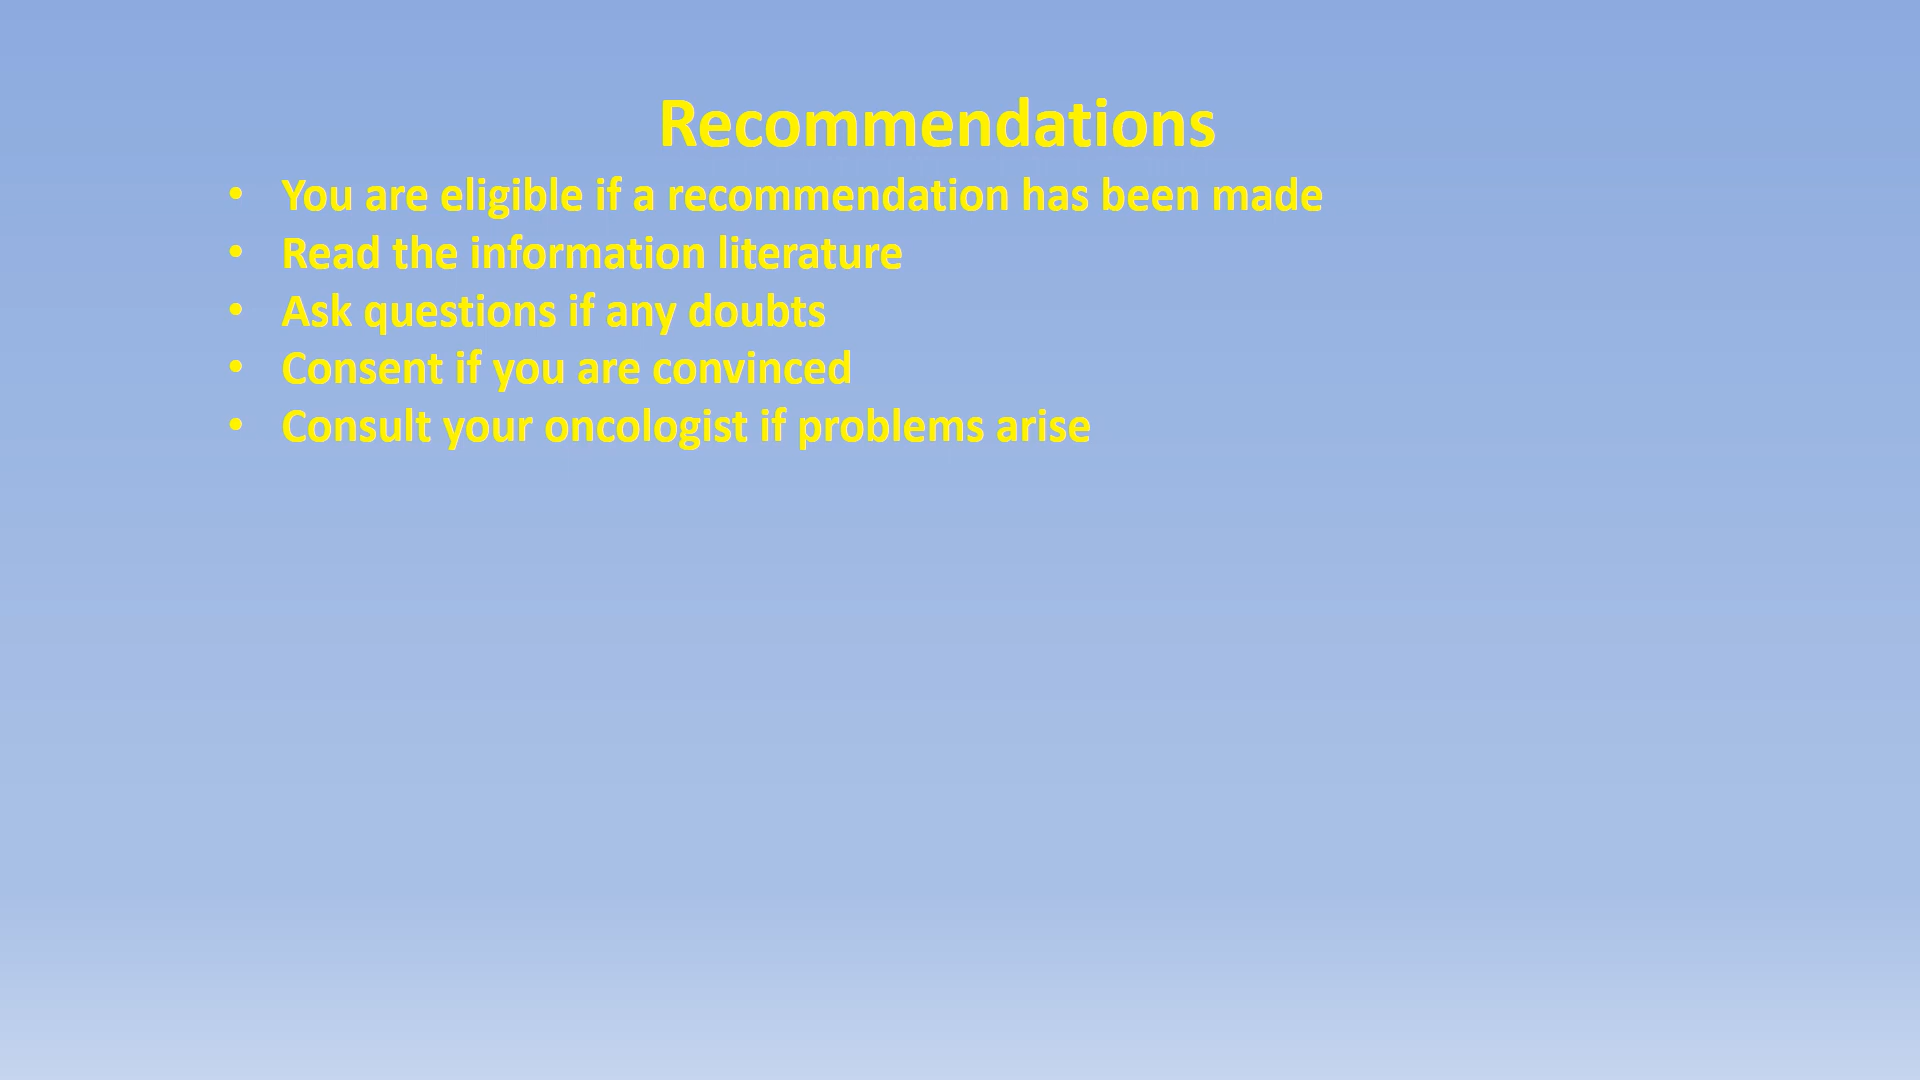 Recommendations
• You are eligible if a recommendation has been made
• Read the information literature
• Ask questions if any doubts
• Consent if you are convinced
• Consult your oncologist if problems arise